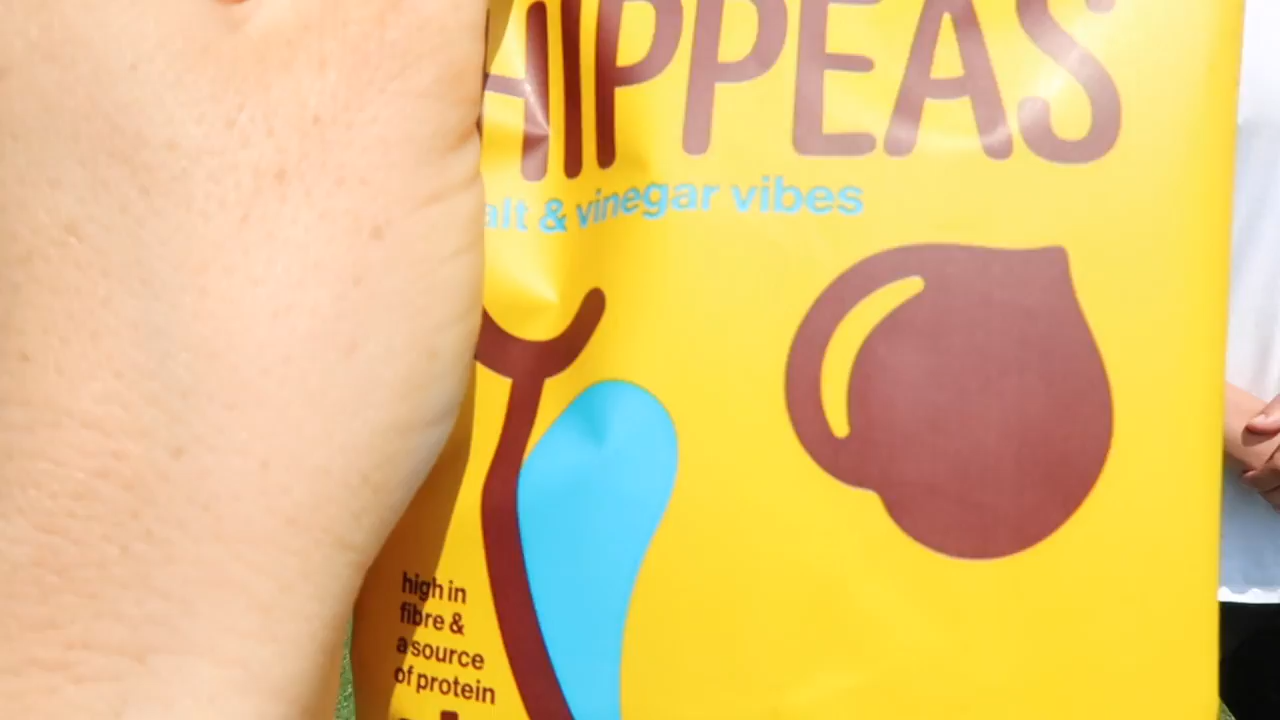 HIPPEAS
alt & vinegar vibes
high in
fibre &
a source
of protein